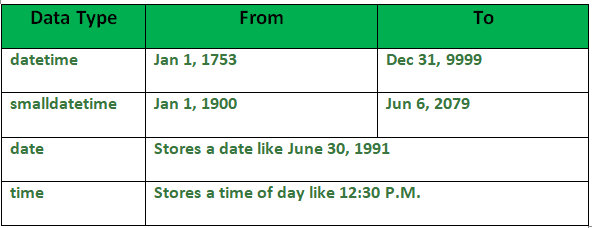 Data Type From To
datetime Jan 1, 1753 Dec 31, 9999
smalldatetime Jan 1, 1900 Jun 6, 2079
date Stores a date like June 30, 1991
time Stores a time of day like 12:30 P.M.